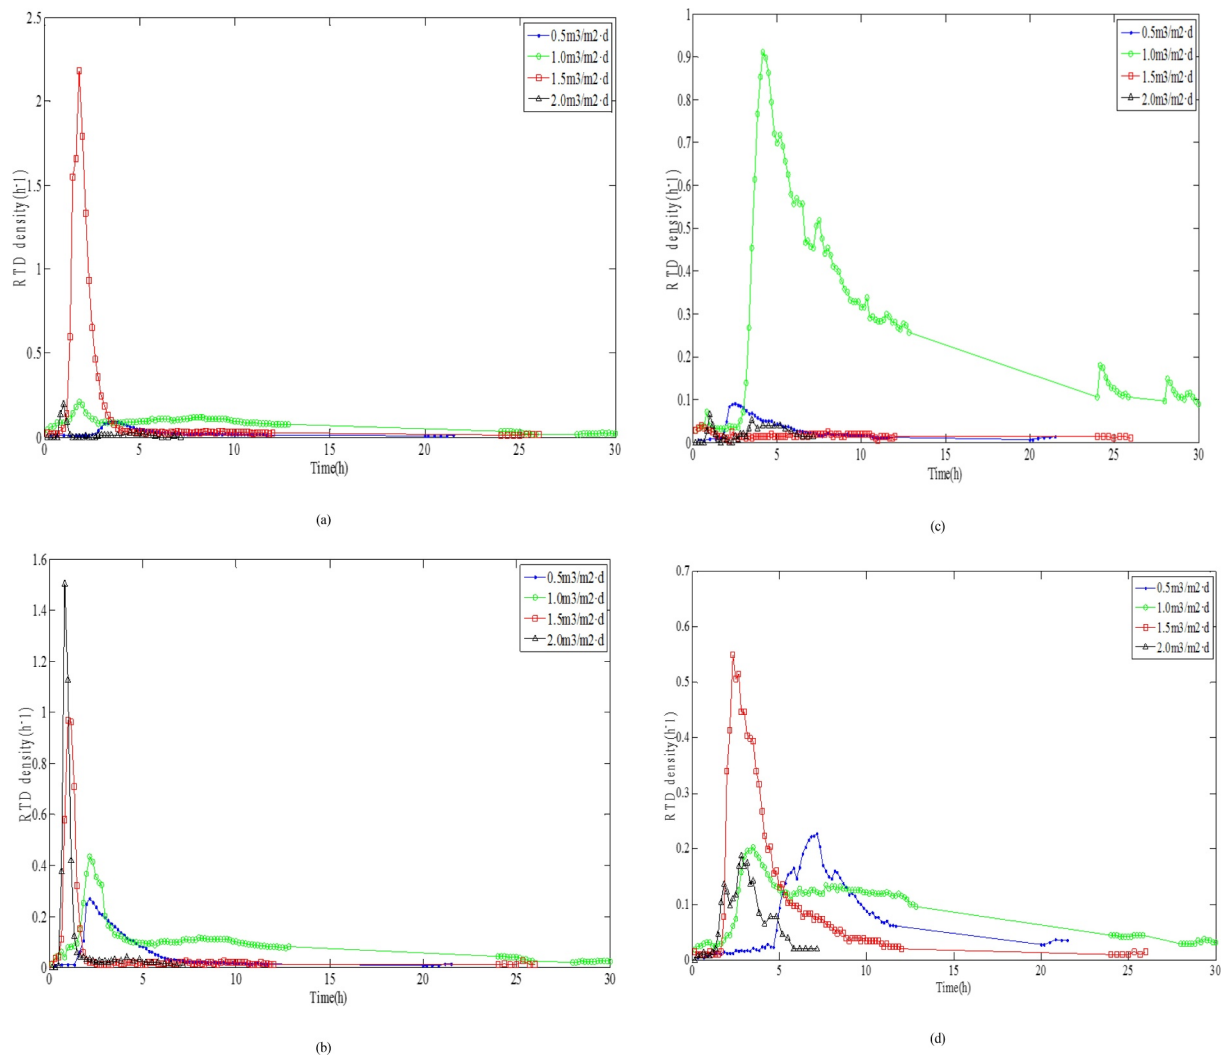 2.5
2
1.5
1
0.5
0
0 5 10 15 20 25 30
RTD density(h-1)
Time(h)
0.5m3/m2·d
1.0m3/m2·d
1.5m3/m2·d
2.0m3/m2·d
(a)
1
0.9
0.8
0.7
0.6
0.5
0.4
0.3
0.2
0.1
0
0 5 10 15 20 25 30
RTD density(h-1)
Time(h)
0.5m3/m2·d
1.0m3/m2·d
1.5m3/m2·d
2.0m3/m2·d
(c)
1.6
1.4
1.2
1
0.8
0.6
0.4
0.2
0
0 5 10 15 20 25 30
RTD density(h-1)
Time(h)
0.5m3/m2·d
1.0m3/m2·d
1.5m3/m2·d
2.0m3/m2·d
(b)
0.7
0.6
0.5
0.4
0.3
0.2
0.1
0
0 5 10 15 20 25 30
RTD density(h-1)
Time(h)
0.5m3/m2·d
1.0m3/m2·d
1.5m3/m2·d
2.0m3/m2·d
(d)